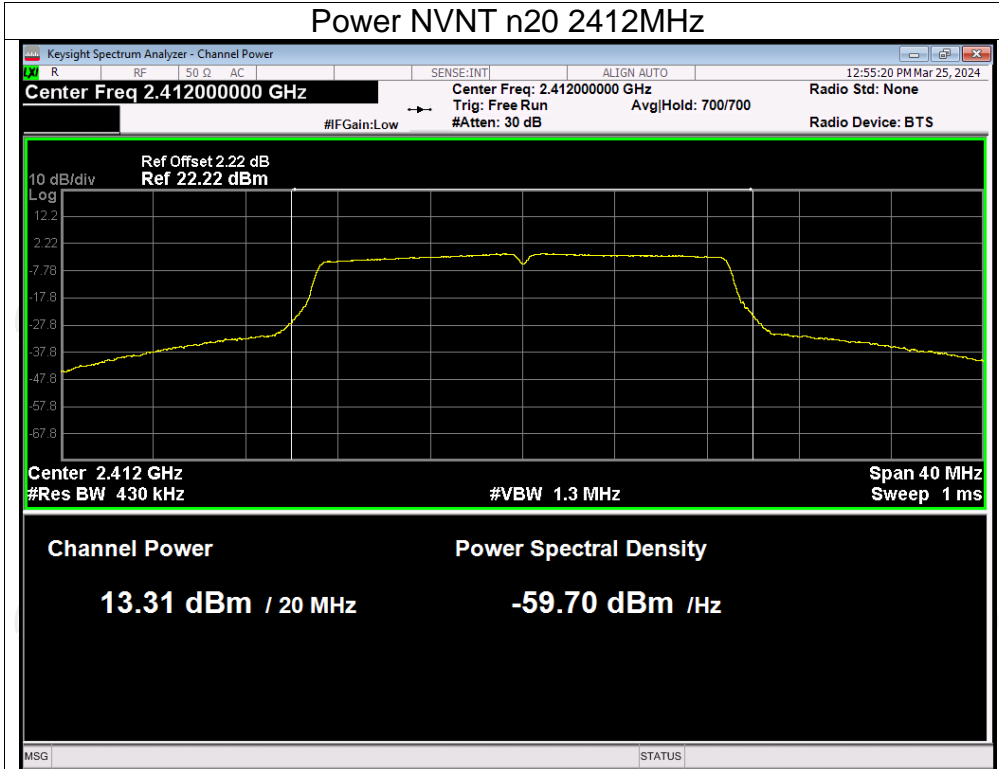 Power NVNT n20 2412MHz
Keysight Spectrum Analyzer - Channel Power
LXI R RF 50 Ω AC SENSE:INT ALIGN AUTO 12:55:20 PM Mar 25, 2024
Center Freq 2.412000000 GHz
Center Freq: 2.412000000 GHz
Radio Std: None
Trig: Free Run
Avg|Hold: 700/700
#IFGain:Low
#Atten: 30 dB
Radio Device: BTS
Ref Offset 2.22 dB
10 dB/div Ref 22.22 dBm
Log
12.2
2.22
-7.78
-17.8
-27.8
-37.8
-47.8
-57.8
-67.8
Center 2.412 GHz Span 40 MHz
#Res BW 430 kHz #VBW 1.3 MHz Sweep 1 ms
Channel Power Power Spectral Density
13.31 dBm / 20 MHz -59.70 dBm /Hz
MSG STATUS